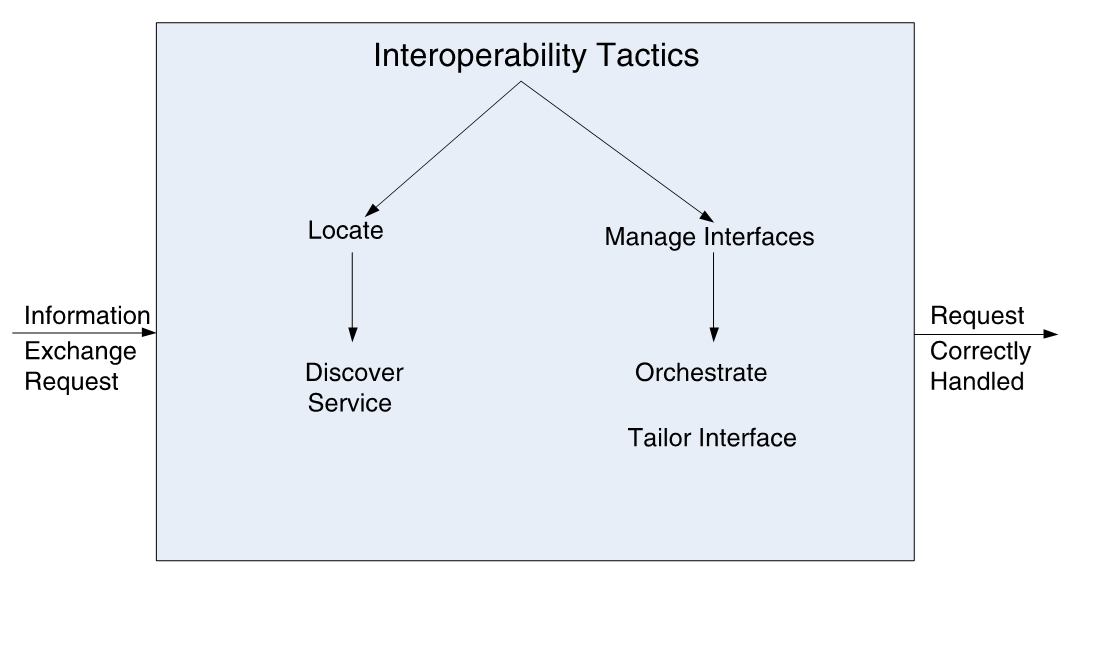 Interoperability Tactics
Locate
Manage Interfaces
Information
Exchange
Request
Discover
Service
Orchestrate
Tailor Interface
Request
Correctly
Handled